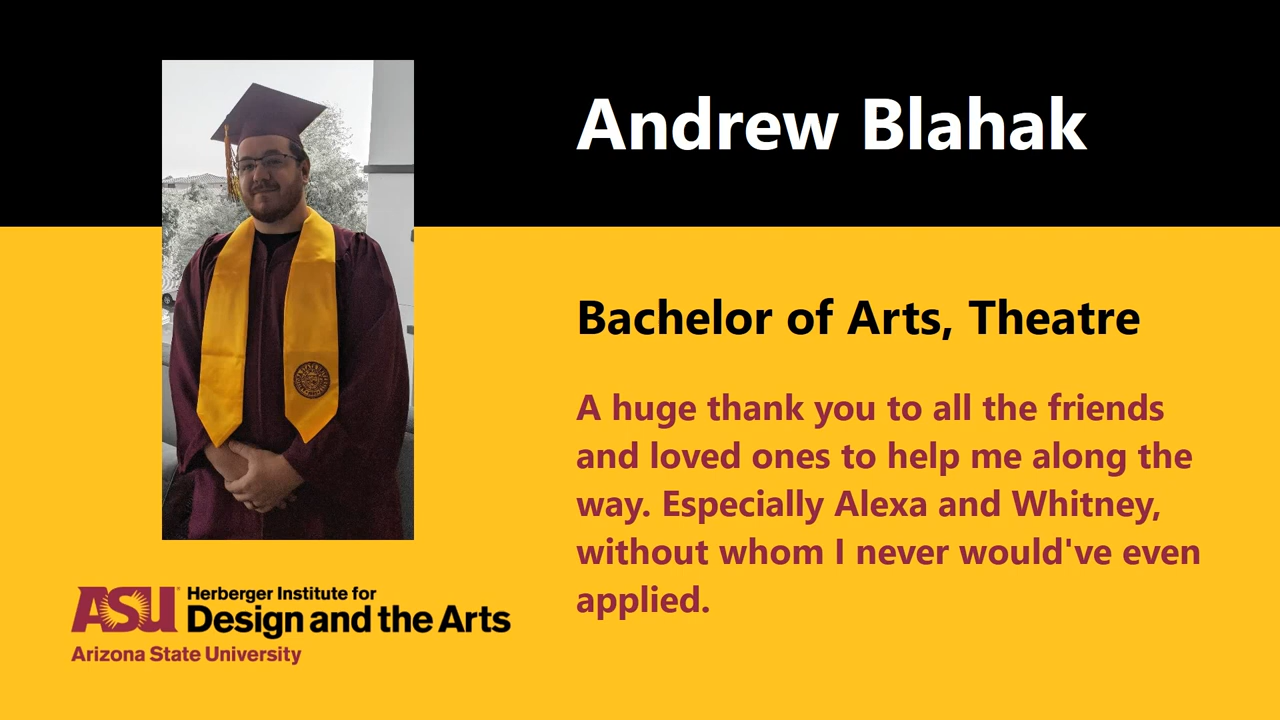 Andrew Blahak
Bachelor of Arts, Theatre
A huge thank you to all the friends
and loved ones to help me along the
way. Especially Alexa and Whitney,
without whom I never would've even
applied.
ASU Herberger Institute for
Design and the Arts
Arizona State University